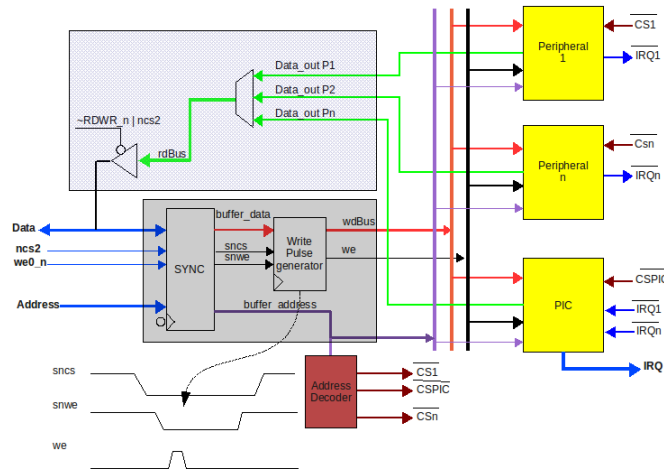 CS1
Peripheral
1
IRQ1
Data_out P1
Data_out P2
Data_out Pn
~RDWR_n | ncs2
rdBus
Csn
Peripheral
n
IRQn
Data
ncs2
we0_n
Address
SYNC
buffer_data
sncs
snwe
Write
Pulse
generator
wdBus
we
buffer_address
CSPIC
PIC
IRQ1
IRQn
IRQ
sncs
snwe
we
Address
Decoder
CS1
CSPIC
CSn